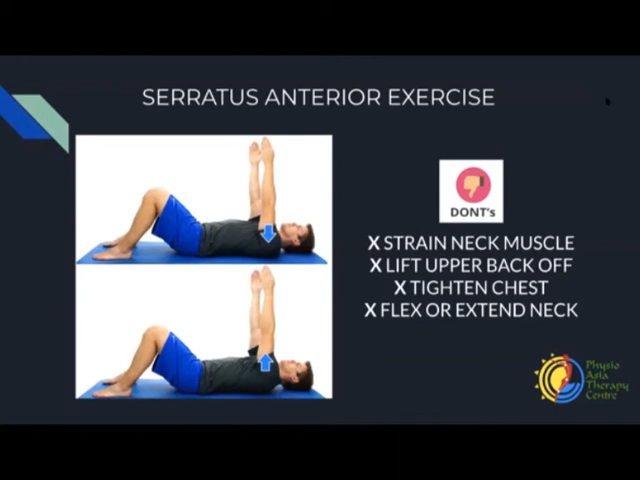 SERRATUS ANTERIOR EXERCISE
DONT's
X STRAIN NECK MUSCLE
X LIFT UPPER BACK OFF
X TIGHTEN CHEST
X FLEX OR EXTEND NECK
Physio
Asia
Therapy
Centre